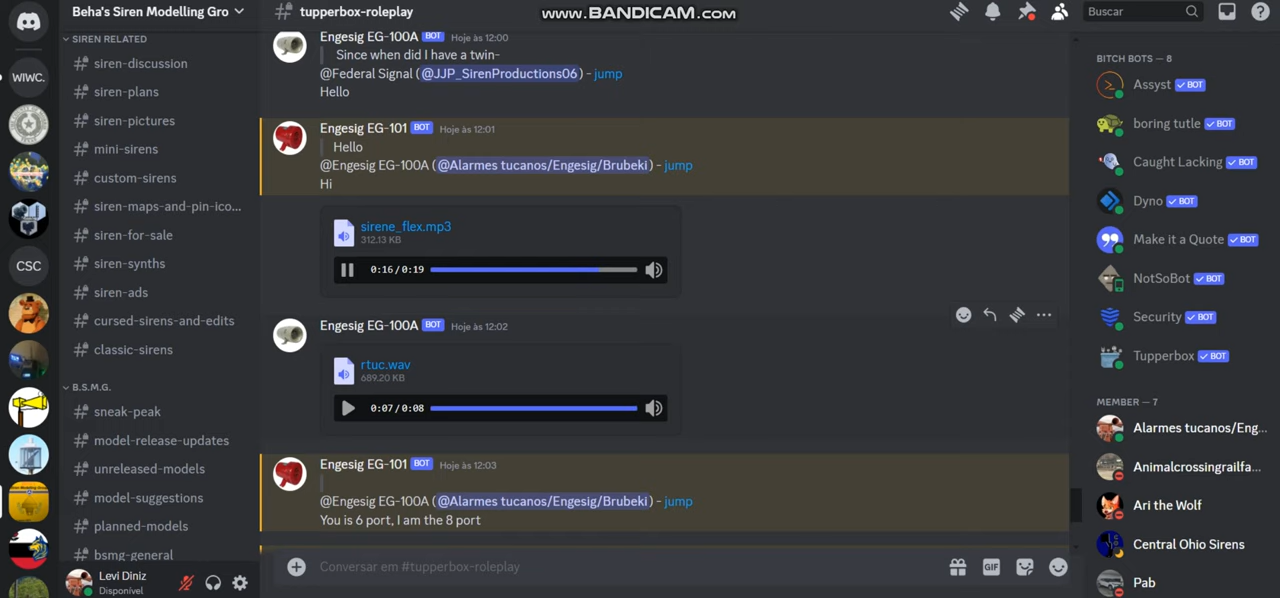 Beha's Siren Modelling Gro
# tupperbox-roleplay
www.BANDICAM.com
Buscar
WIWC.
CSC
SIREN RELATED
siren-discussion
siren-plans
siren-pictures
mini-sirens
custom-sirens
siren-maps-and-pin-ico...
siren-for-sale
siren-synths
siren-ads
cursed-sirens-and-edits
classic-sirens
B.S.M.G.
sneak-peak
model-release-updates
unreleased-models
model-suggestions
planned-models
bsmg-general
Levi Diniz
Disponível
Engesig EG-100A BOT Hoje às 12:00
Since when did I have a twin-
@Federal Signal (@JJP_SirenProductions06) - jump
Hello
Engesig EG-101 BOT Hoje às 12:01
Hello
@Engesig EG-100A (@Alarmes tucanos/Engesig/Brubeki) - jump
Hi
sirene_flex.mp3
312.13 KB
0:16/0:19
Engesig EG-100A BOT Hoje às 12:02
rtuc.wav
689.20 KB
0:07/0:08
Engesig EG-101 BOT Hoje às 12:03
@Engesig EG-100A (@Alarmes tucanos/Engesig/Brubeki) - jump
You is 6 port, I am the 8 port
Conversar em #tupperbox-roleplay
GIF
BITCH BOTS — 8
Assyst ✓ BOT
boring tutle ✓ BOT
Caught Lacking ✓ BOT
Dyno ✓ BOT
Make it a Quote ✓ BOT
NotSoBot ✓ BOT
Security ✓ BOT
Tupperbox ✓ BOT
MEMBER — 7
Alarmes tucanos/Eng...
Animalcrossingrailfa...
Ari the Wolf
Central Ohio Sirens
Pab